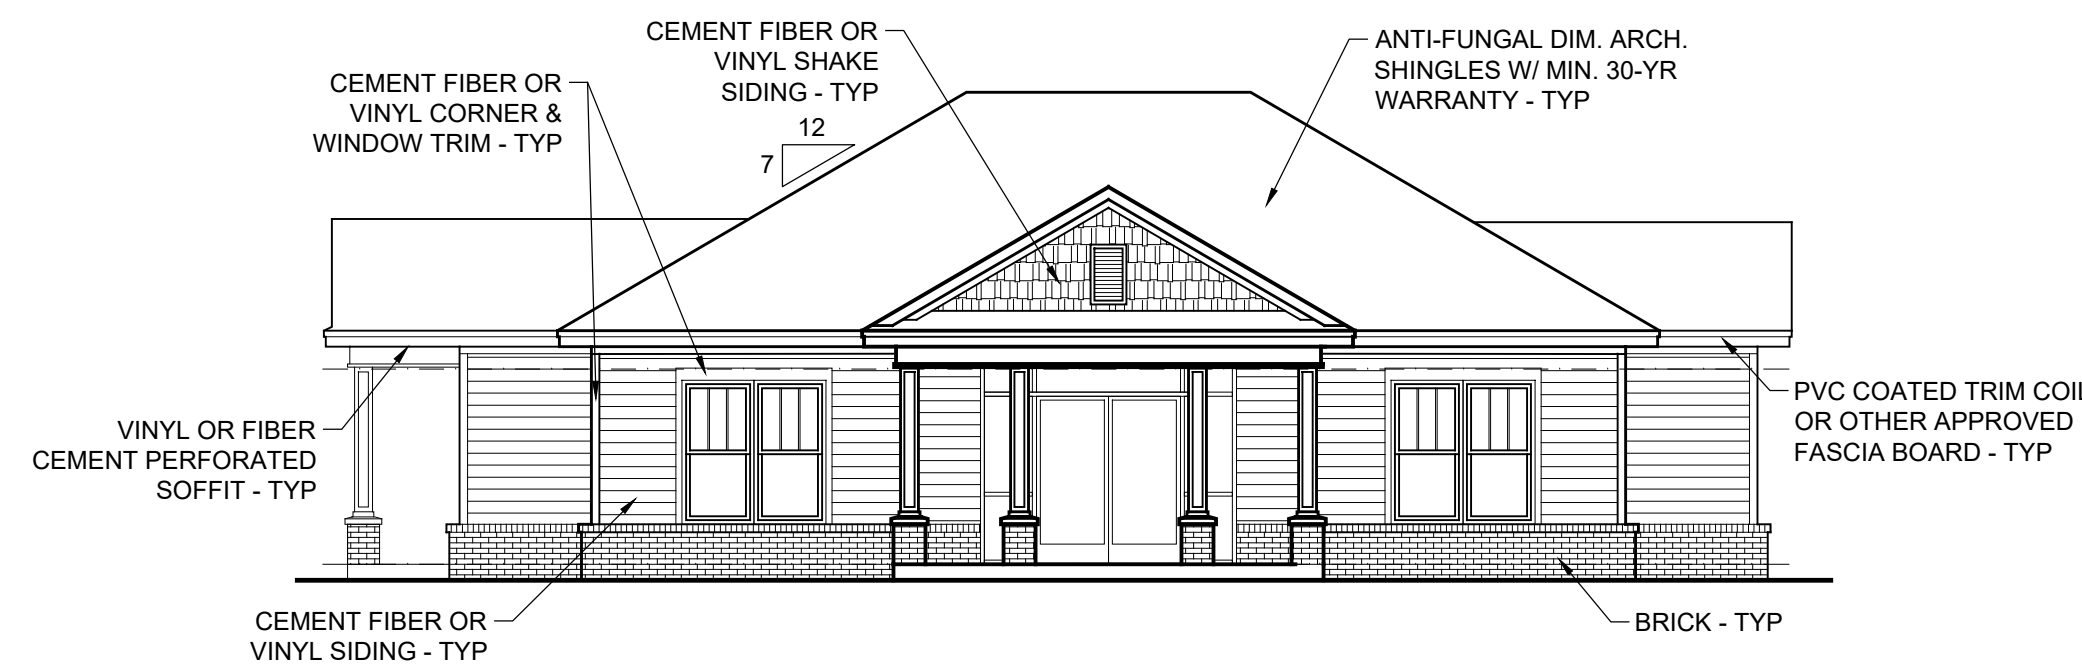 CEMENT FIBER OR
VINYL SHAKE
SIDING - TYP
ANTI-FUNGAL DIM. ARCH.
SHINGLES W/ MIN. 30-YR
WARRANTY - TYP
CEMENT FIBER OR
VINYL CORNER &
WINDOW TRIM - TYP
12
7
VINYL OR FIBER
CEMENT PERFORATED
SOFFIT - TYP
PVC COATED TRIM COIL
OR OTHER APPROVED
FASCIA BOARD - TYP
CEMENT FIBER OR
VINYL SIDING - TYP
BRICK - TYP